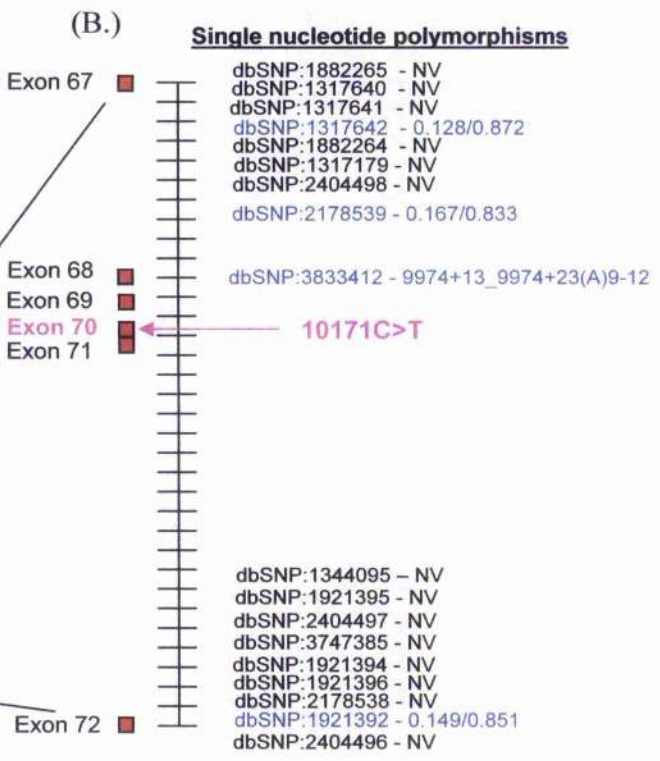 (B.)
Single nucleotide polymorphisms
Exon 67
dbSNP:1882265 - NV
dbSNP:1317640 - NV
dbSNP:1317641 - NV
dbSNP:1317642 - 0.128/0.872
dbSNP:1882264 - NV
dbSNP:1317179 - NV
dbSNP:2404498 - NV
dbSNP:2178539 - 0.167/0.833
Exon 68
dbSNP:3833412 - 9974+13_9974+23(A)9-12
Exon 69
Exon 70
10171C>T
Exon 71
dbSNP:1344095 – NV
dbSNP:1921395 - NV
dbSNP:2404497 - NV
dbSNP:3747385 - NV
dbSNP:1921394 - NV
dbSNP:1921396 - NV
dbSNP:2178538 - NV
Exon 72
dbSNP:1921392 - 0.149/0.851
dbSNP:2404496 - NV